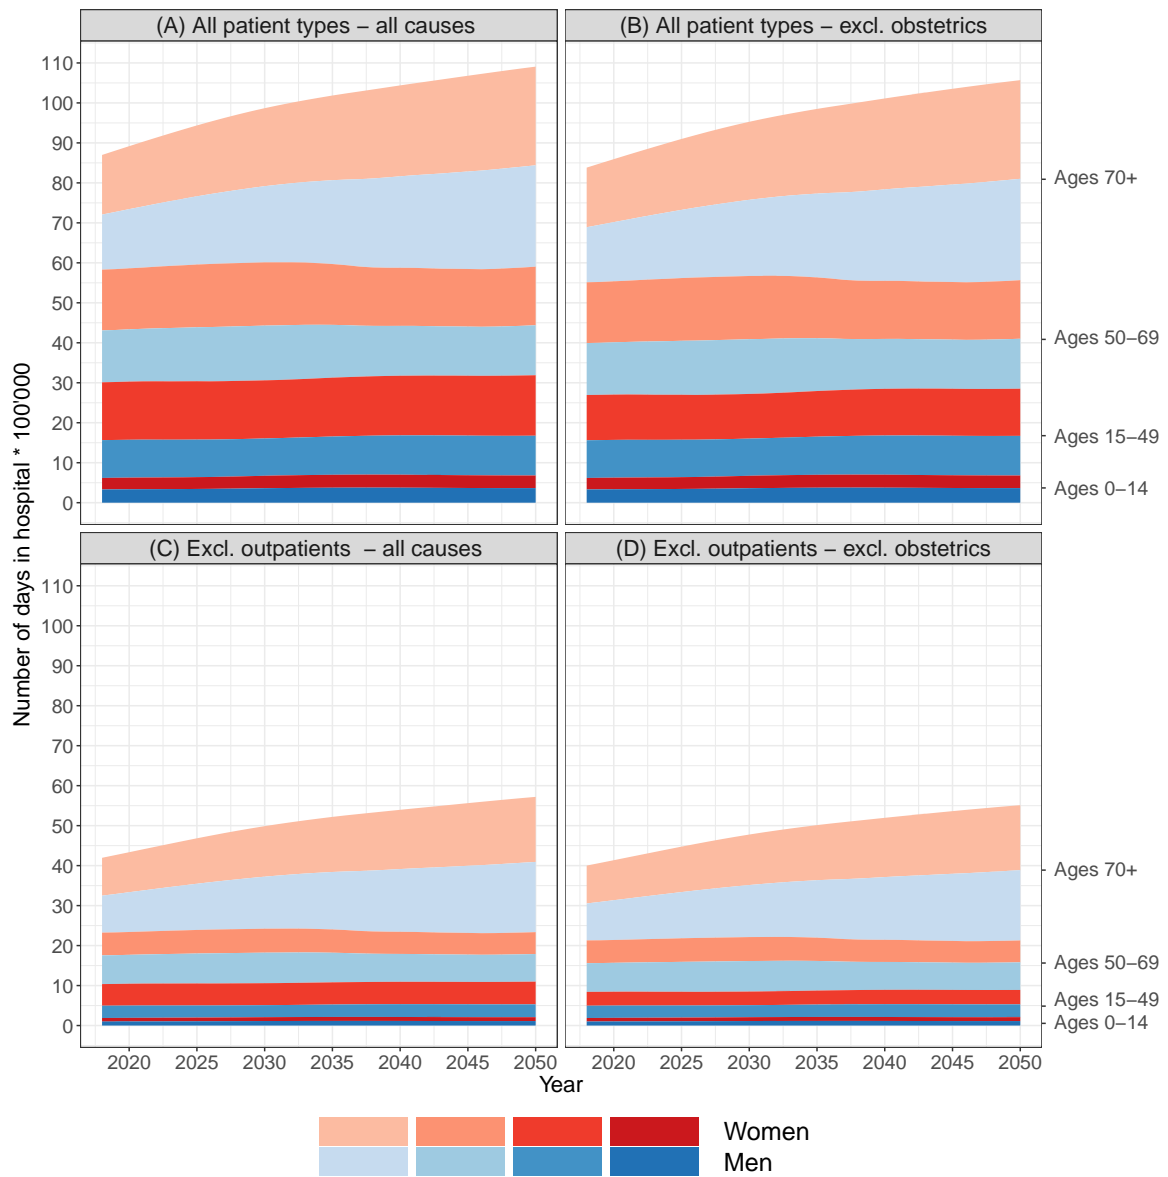 (A) All patient types − all causes
(B) All patient types − excl. obstetrics
110
100
90
80
70
60
50
40
30
20
10
0
Ages 70+
Ages 50−69
Ages 15−49
Ages 0−14
Number of days in hospital * 100'000
(C) Excl. outpatients − all causes
(D) Excl. outpatients − excl. obstetrics
110
100
90
80
70
60
50
40
30
20
10
0
Ages 70+
Ages 50−69
Ages 15−49
Ages 0−14
2020 2025 2030 2035 2040 2045 2050
2020 2025 2030 2035 2040 2045 2050
Year
Women
Men